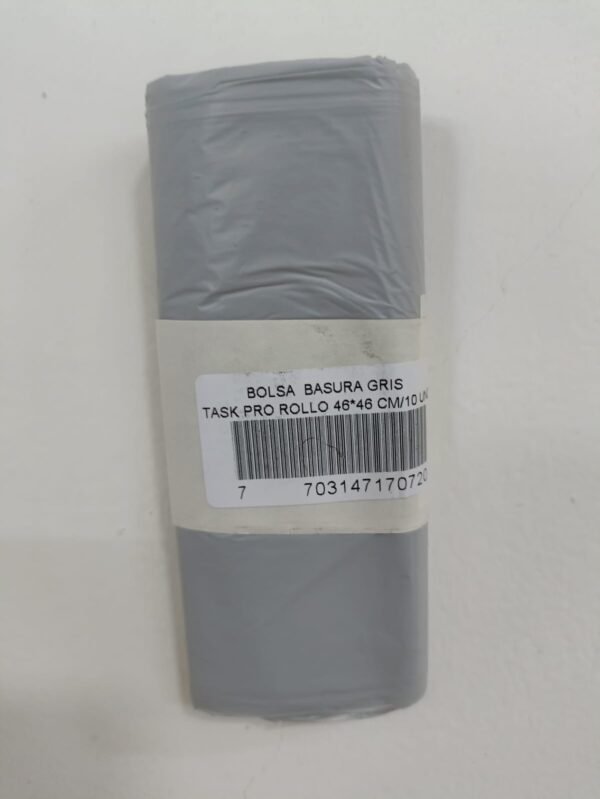 BOLSA BASURA GRIS
TASK PRO ROLLO 46*46 CM/10
7 703147170720